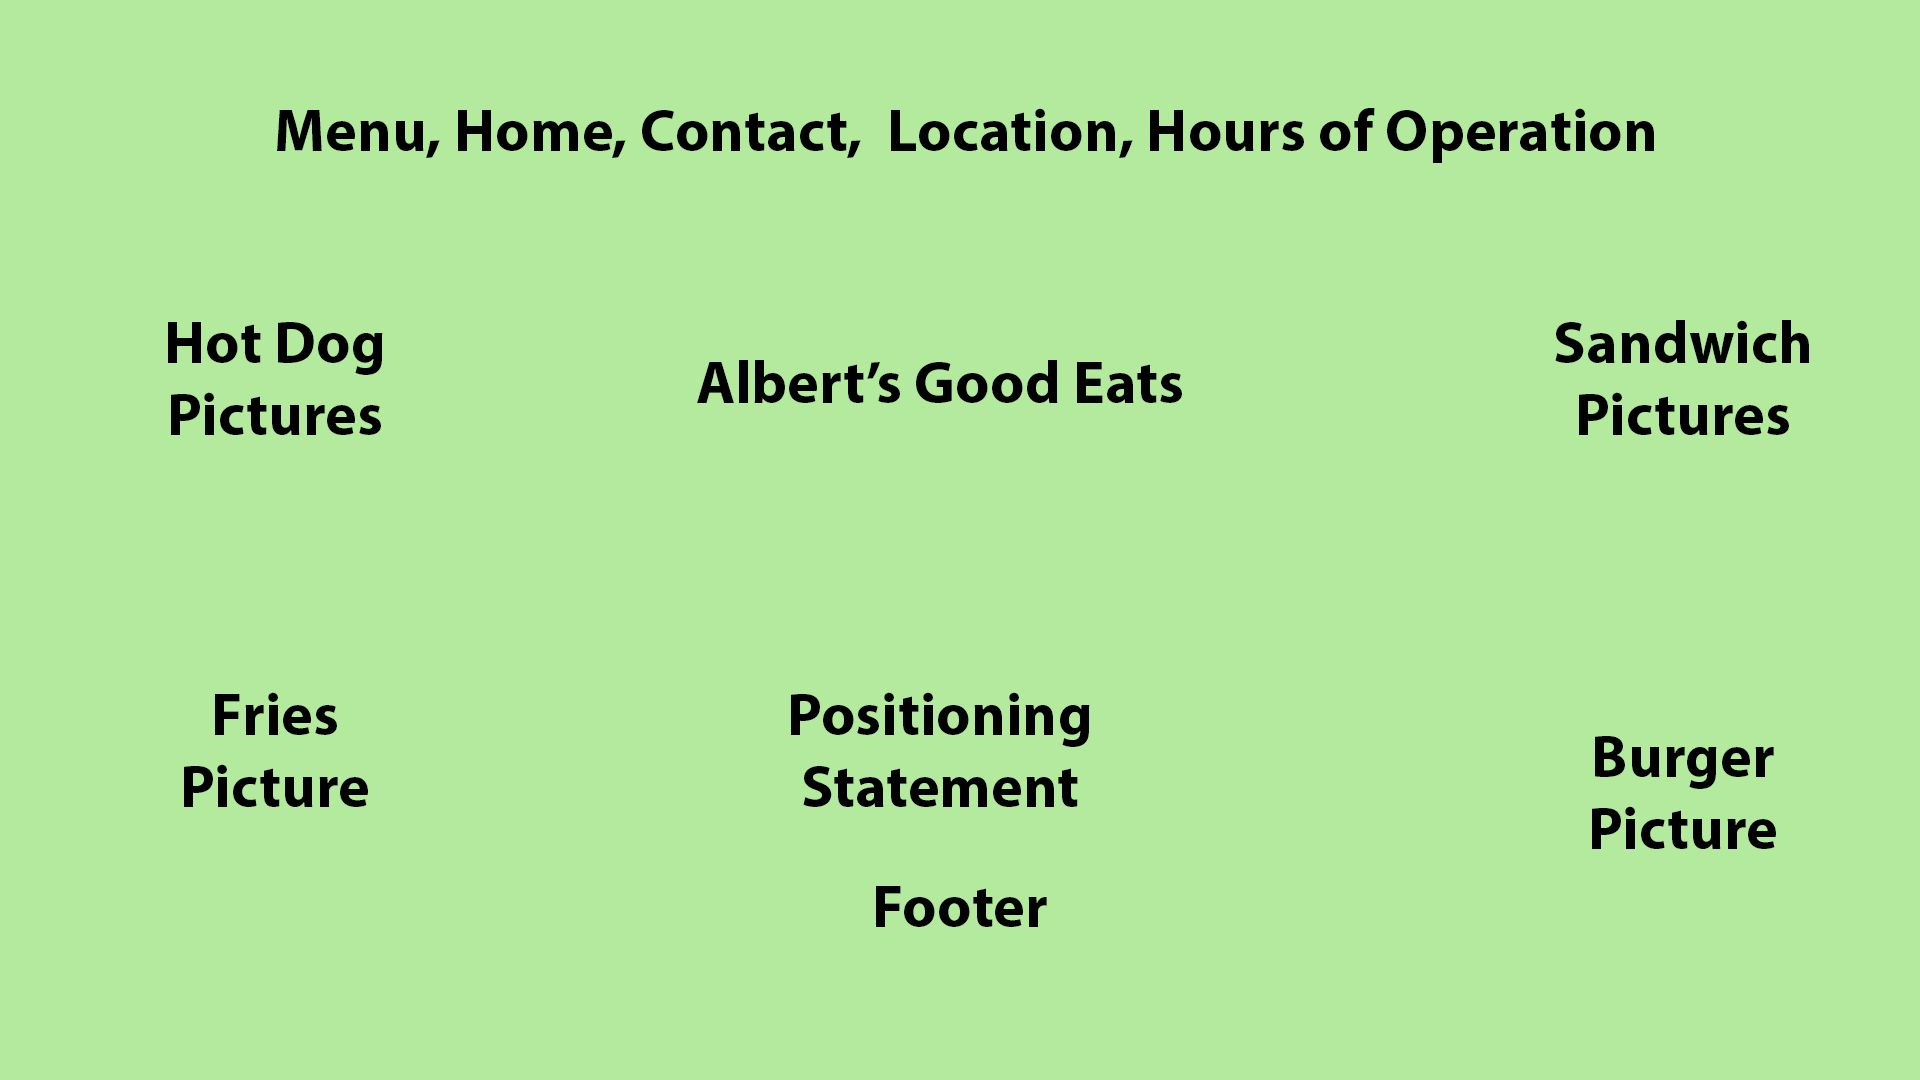 Menu, Home, Contact,  Location, Hours of Operation
Hot Dog
Pictures
Albert’s Good Eats
Sandwich
Pictures
Fries
Picture
Positioning
Statement
Burger
Picture
Footer